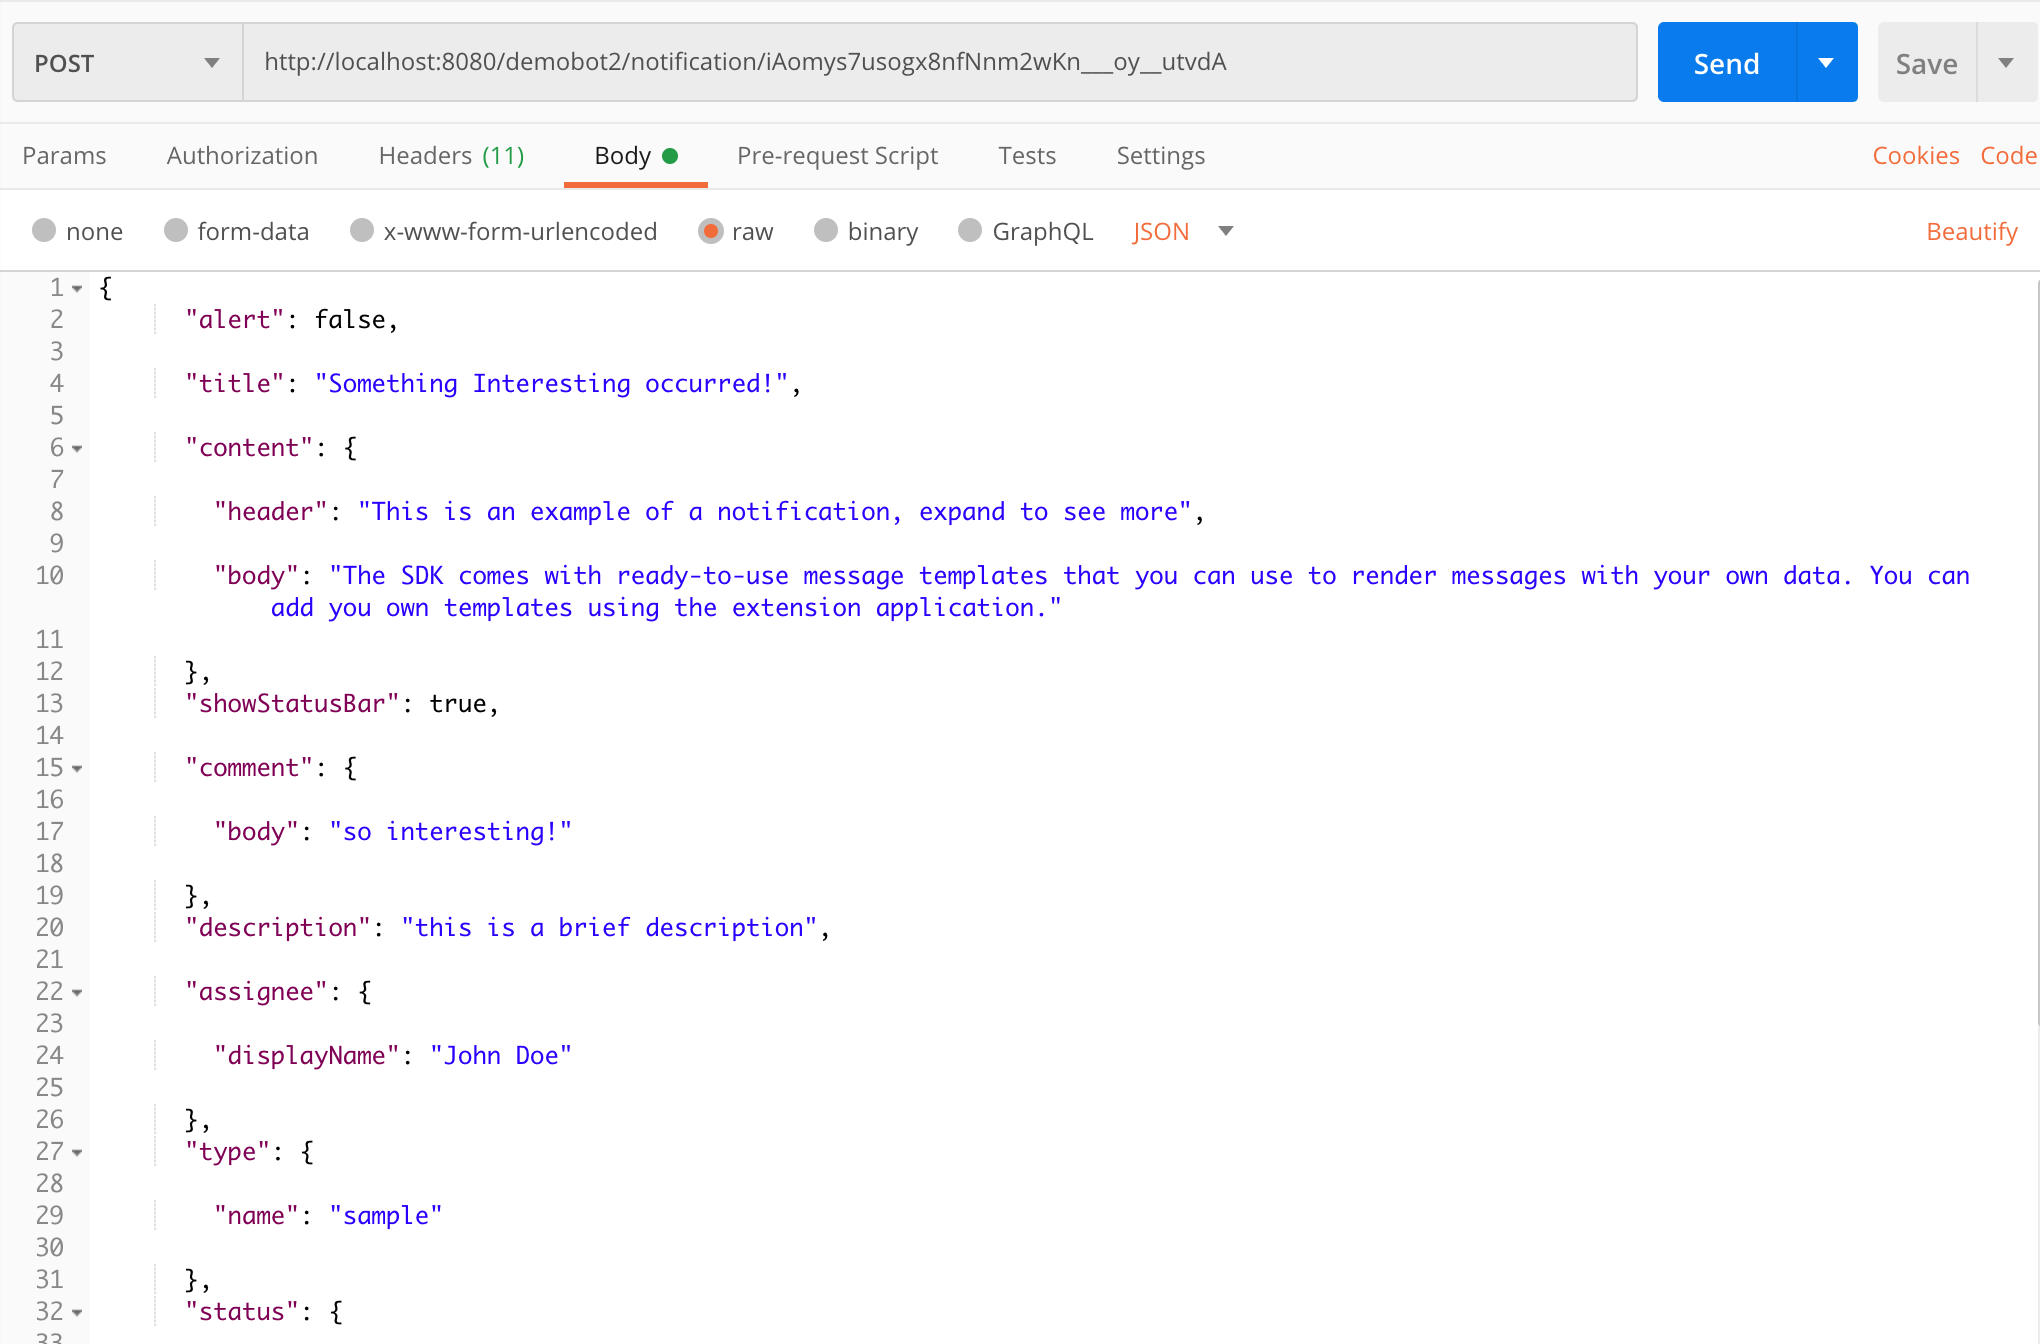 POST http://localhost:8080/demobot2/notification/iAomys7usogx8nfNnm2wKn___oy__utvdA Send Save
Params Authorization Headers (11) Body Pre-request Script Tests Settings Cookies Code
none form-data x-www-form-urlencoded raw binary GraphQL JSON Beautify
1 {
2 "alert": false,
3
4 "title": "Something Interesting occurred!",
5
6 "content": {
7
8 "header": "This is an example of a notification, expand to see more",
9
10 "body": "The SDK comes with ready-to-use message templates that you can use to render messages with your own data. You can
add you own templates using the extension application."
11
12 },
13 "showStatusBar": true,
14
15 "comment": {
16
17 "body": "so interesting!"
18
19 },
20 "description": "this is a brief description",
21
22 "assignee": {
23
24 "displayName": "John Doe"
25
26 },
27 "type": {
28
29 "name": "sample"
30
31 },
32 "status": {
33